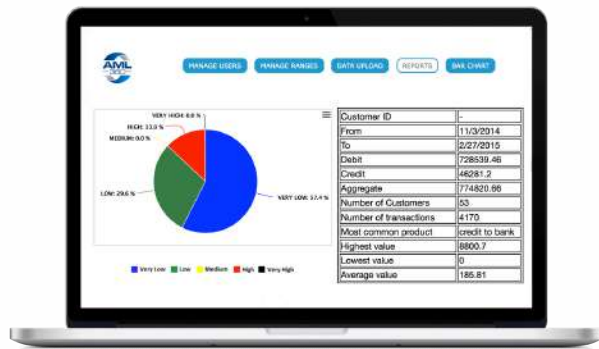 AML
360
MANAGE USERS MANAGE RANGES DATA UPLOAD REPORTS BAR CHART
VERY HIGH: 0.0 %
MEDIUM: 0.0 %
LOW: 29.6 %
VERY LOW: 57.4 %
Very Low Low Medium High Very High
Customer ID -
From 11/3/2014
To 2/27/2015
Debit 728539.46
Credit 46281.2
Aggregate 774820.66
Number of Customers 53
Number of transactions 4170
Most common product credit to bank
Highest value 8800.7
Lowest value 0
Average value 185.81